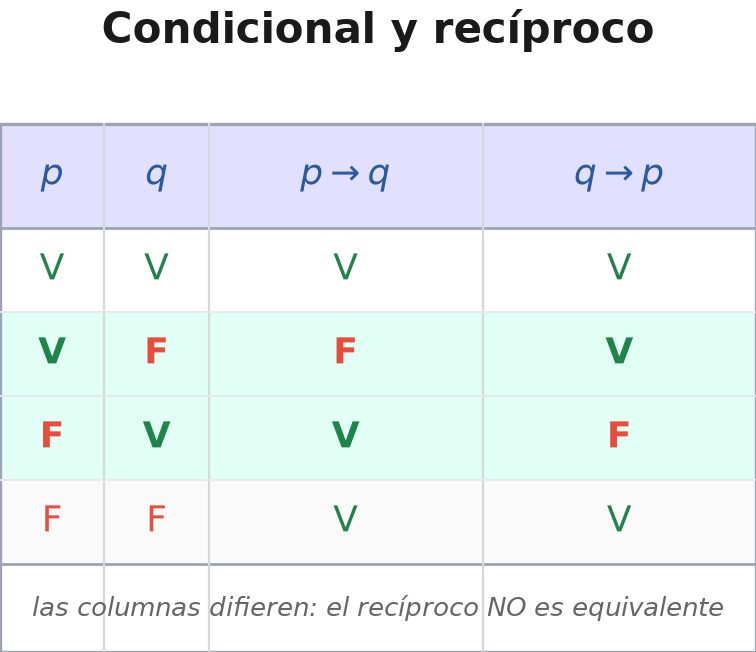 Condicional y recíproco
p q p → q q → p
V V V V
V F F V
F V V F
F F V V
las columnas difieren: el recíproco NO es equivalente